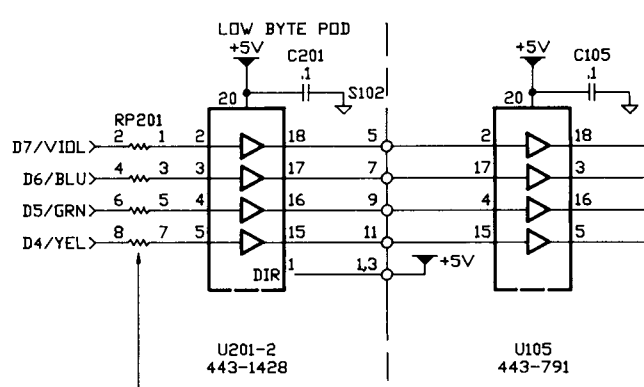 LOW BYTE POD
+5V
C201
.1
S102
20
RP201
D7/VIOL 2 1 2 18 5
D6/BLU 4 3 3 17 7
D5/GRN 6 5 4 16 9
D4/YEL 8 7 5 15 11
DIR 1 1,3 +5V
U201-2
443-1428
+5V
C105
.1
20
2 18
17 3
4 16
15 5
U105
443-791